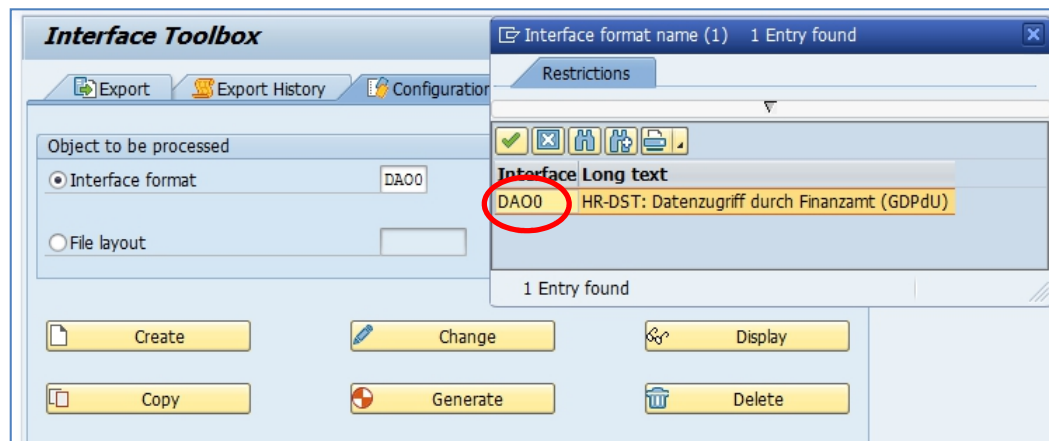 Interface Toolbox
Export
Export History
Configuration
Object to be processed
Interface format
DAO0
File layout
Create
Change
Display
Copy
Generate
Delete
Interface format name (1) 1 Entry found
Restrictions
Interface Long text
DAO0 HR-DST: Datenzugriff durch Finanzamt (GDPdU)
1 Entry found